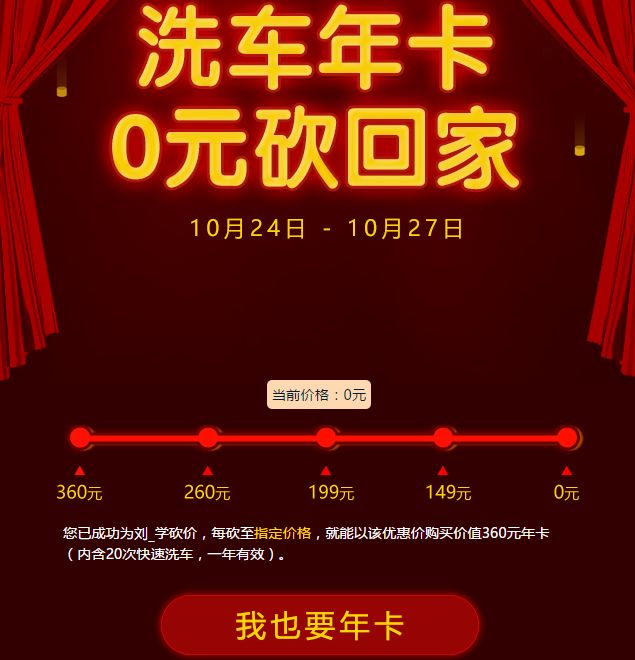 洗车年卡
0元砍回家
10月24日 - 10月27日
当前价格：0元
360元 260元 199元 149元 0元
您已成功为刘_学砍价，每砍至指定价格，就能以该优惠价购买价值360元年卡
（内含20次快速洗车，一年有效）。
我也要年卡